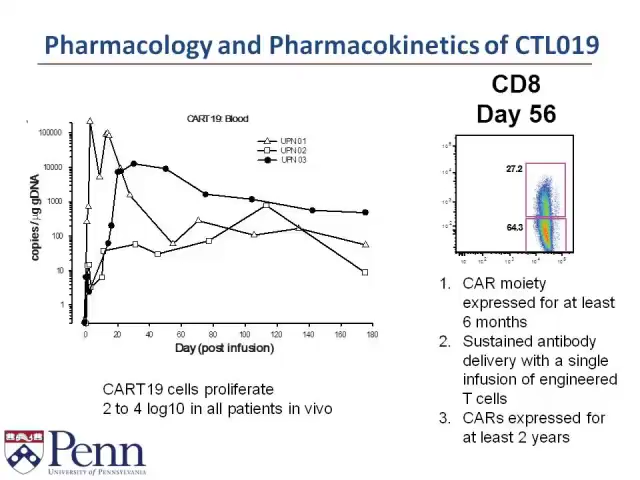 Pharmacology and Pharmacokinetics of CTL019
CART19: Blood
UPN 01
UPN 02
UPN 03
copies/µg gDNA
100000
10000
1000
100
10
1
0
20
40
60
80
100
120
140
160
180
Day (post infusion)
CART19 cells proliferate
2 to 4 log10 in all patients in vivo
CD8
Day 56
27.2
64.3
1. CAR moiety
expressed for at least
6 months
2. Sustained antibody
delivery with a single
infusion of engineered
T cells
3. CARs expressed for
at least 2 years
Penn
UNIVERSITY OF PENNSYLVANIA